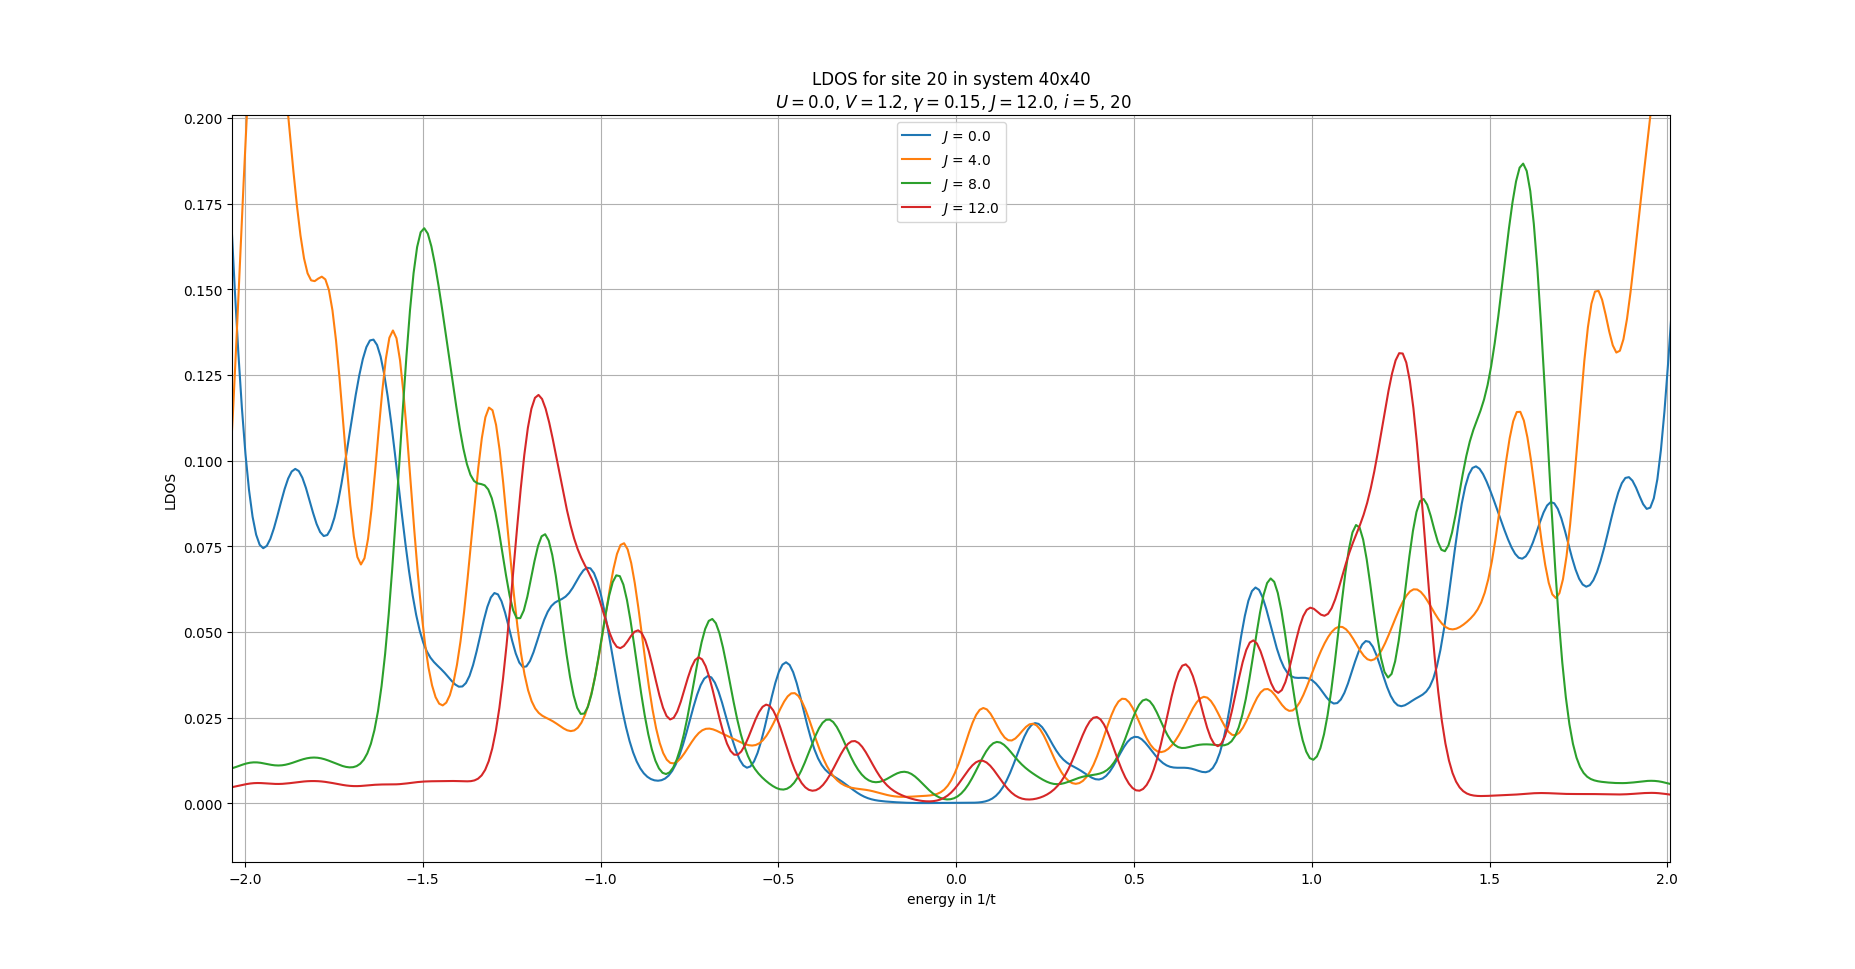 LDOS for site 20 in system 40x40
U = 0.0, V = 1.2, γ = 0.15, J = 12.0, i = 5, 20
J = 0.0
J = 4.0
J = 8.0
J = 12.0
LDOS
0.200
0.175
0.150
0.125
0.100
0.075
0.050
0.025
0.000
−2.0 −1.5 −1.0 −0.5 0.0 0.5 1.0 1.5 2.0
energy in 1/t